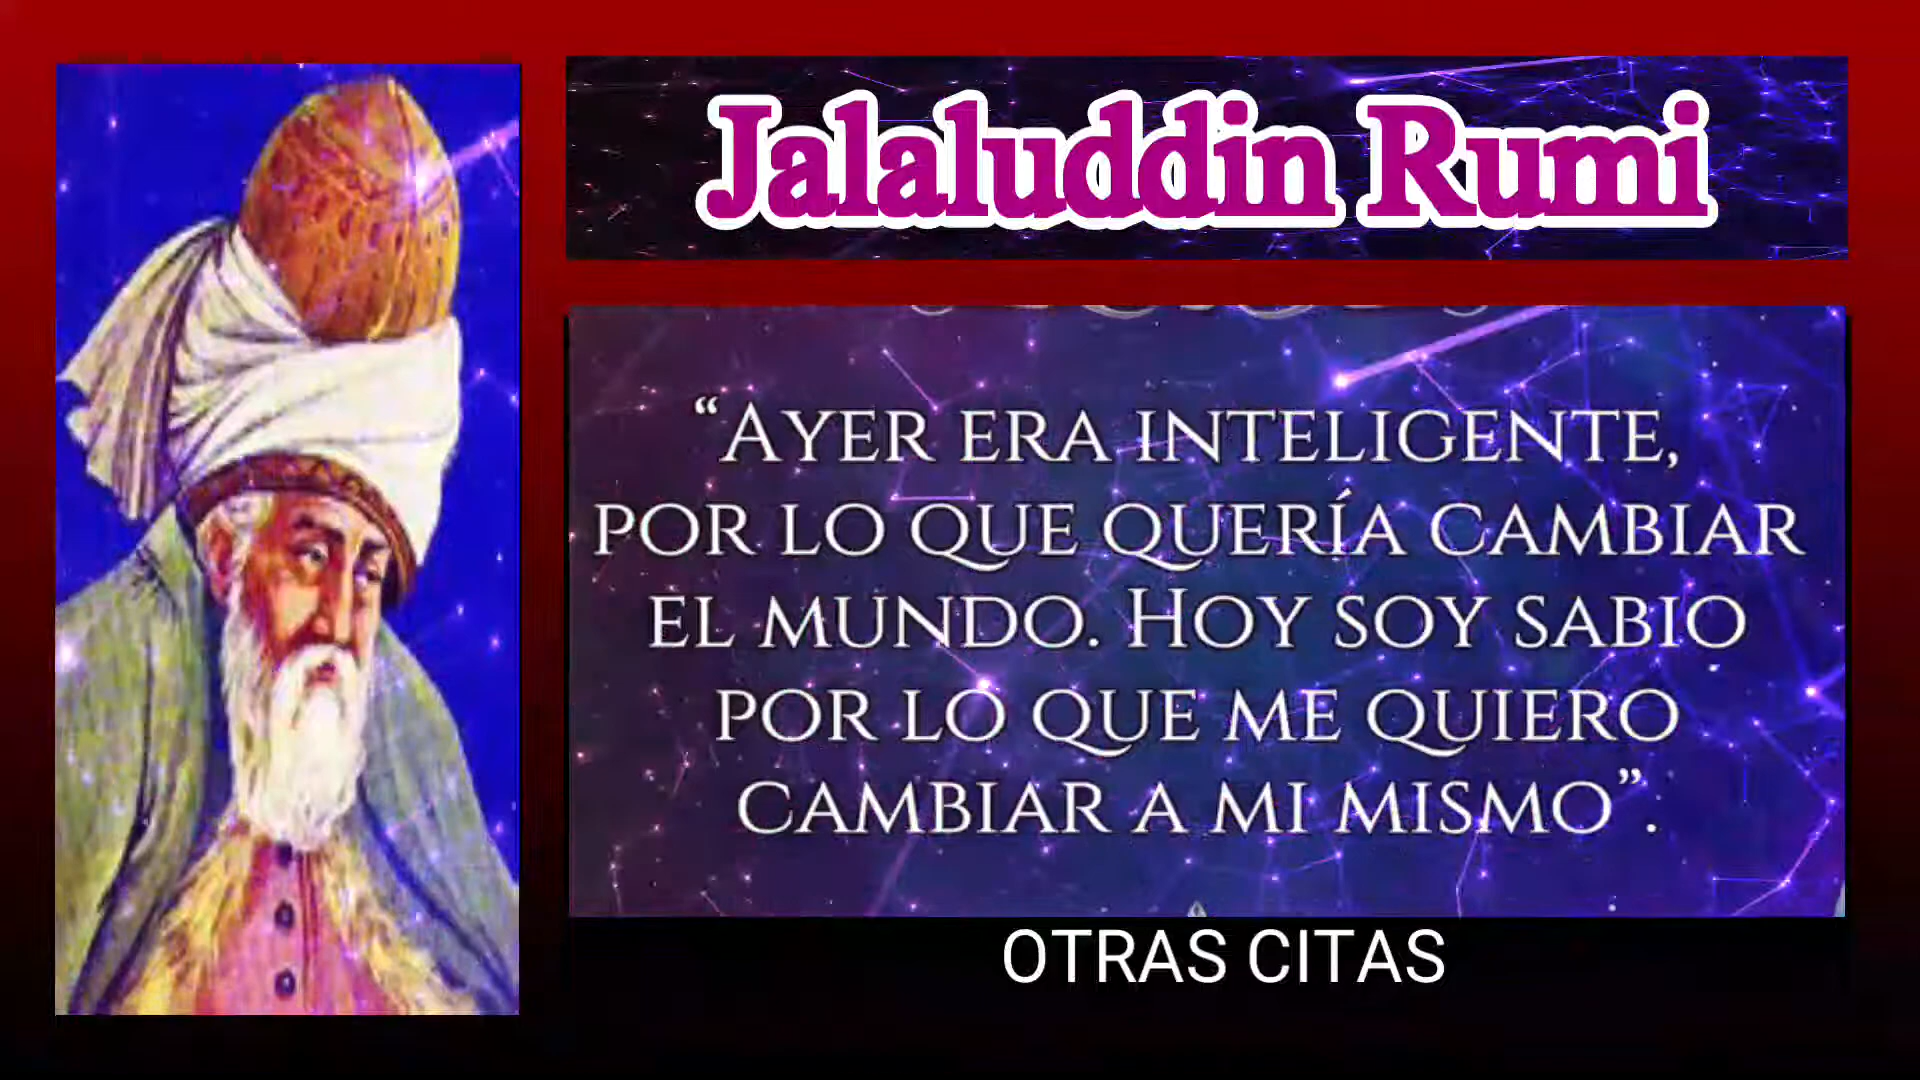 Jalaluddin Rumi
“AYER ERA INTELIGENTE,
POR LO QUE QUERÍA CAMBIAR
EL MUNDO. HOY SOY SABIO
POR LO QUE ME QUIERO
CAMBIAR A MI MISMO”.
OTRAS CITAS